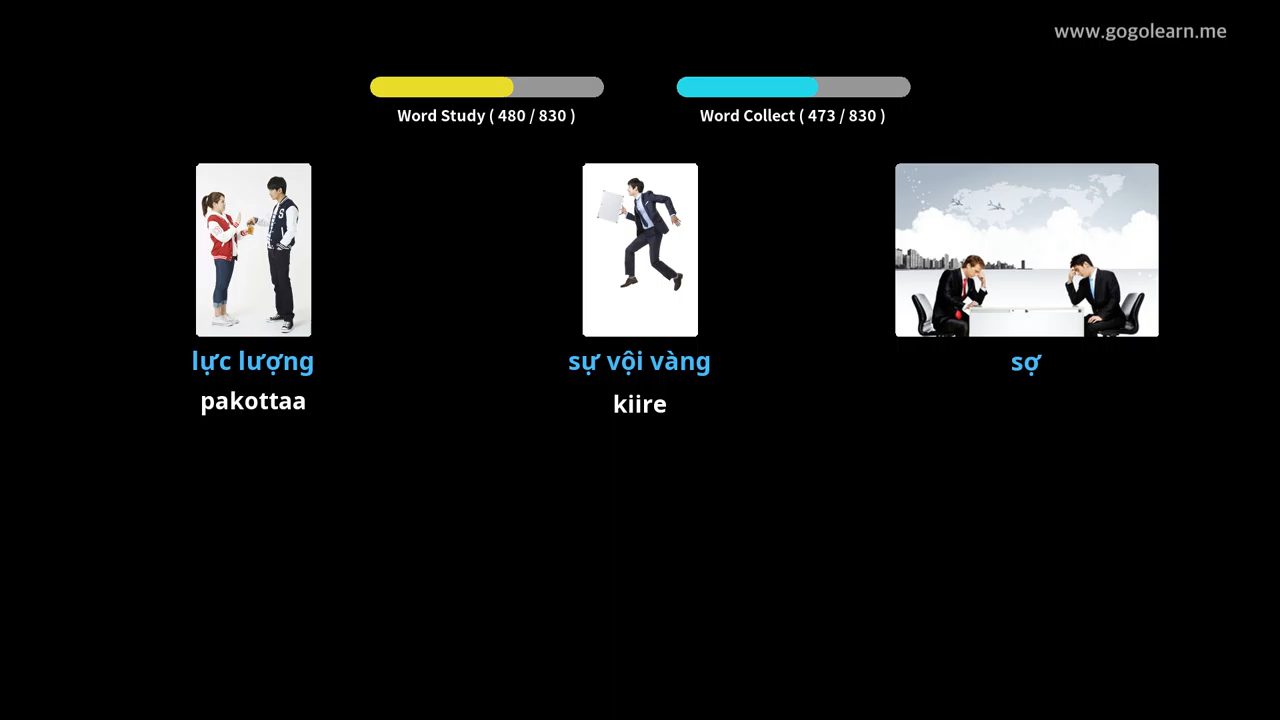 www.gogolearn.me
Word Study ( 480 / 830 )
Word Collect ( 473 / 830 )
lực lượng
pakottaa
sự vội vàng
kiire
sợ